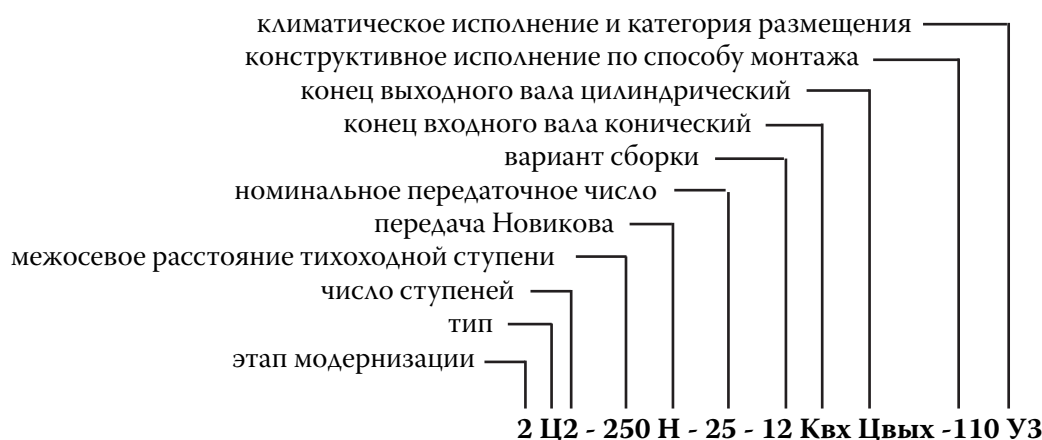 климатическое исполнение и категория размещения
конструктивное исполнение по способу монтажа
конец выходного вала цилиндрический
конец входного вала конический
вариант сборки
номинальное передаточное число
передача Новикова
межосевое расстояние тихоходной ступени
число ступеней
тип
этап модернизации
2 Ц2 - 250 Н - 25 - 12 Квх Цвых -110 У3